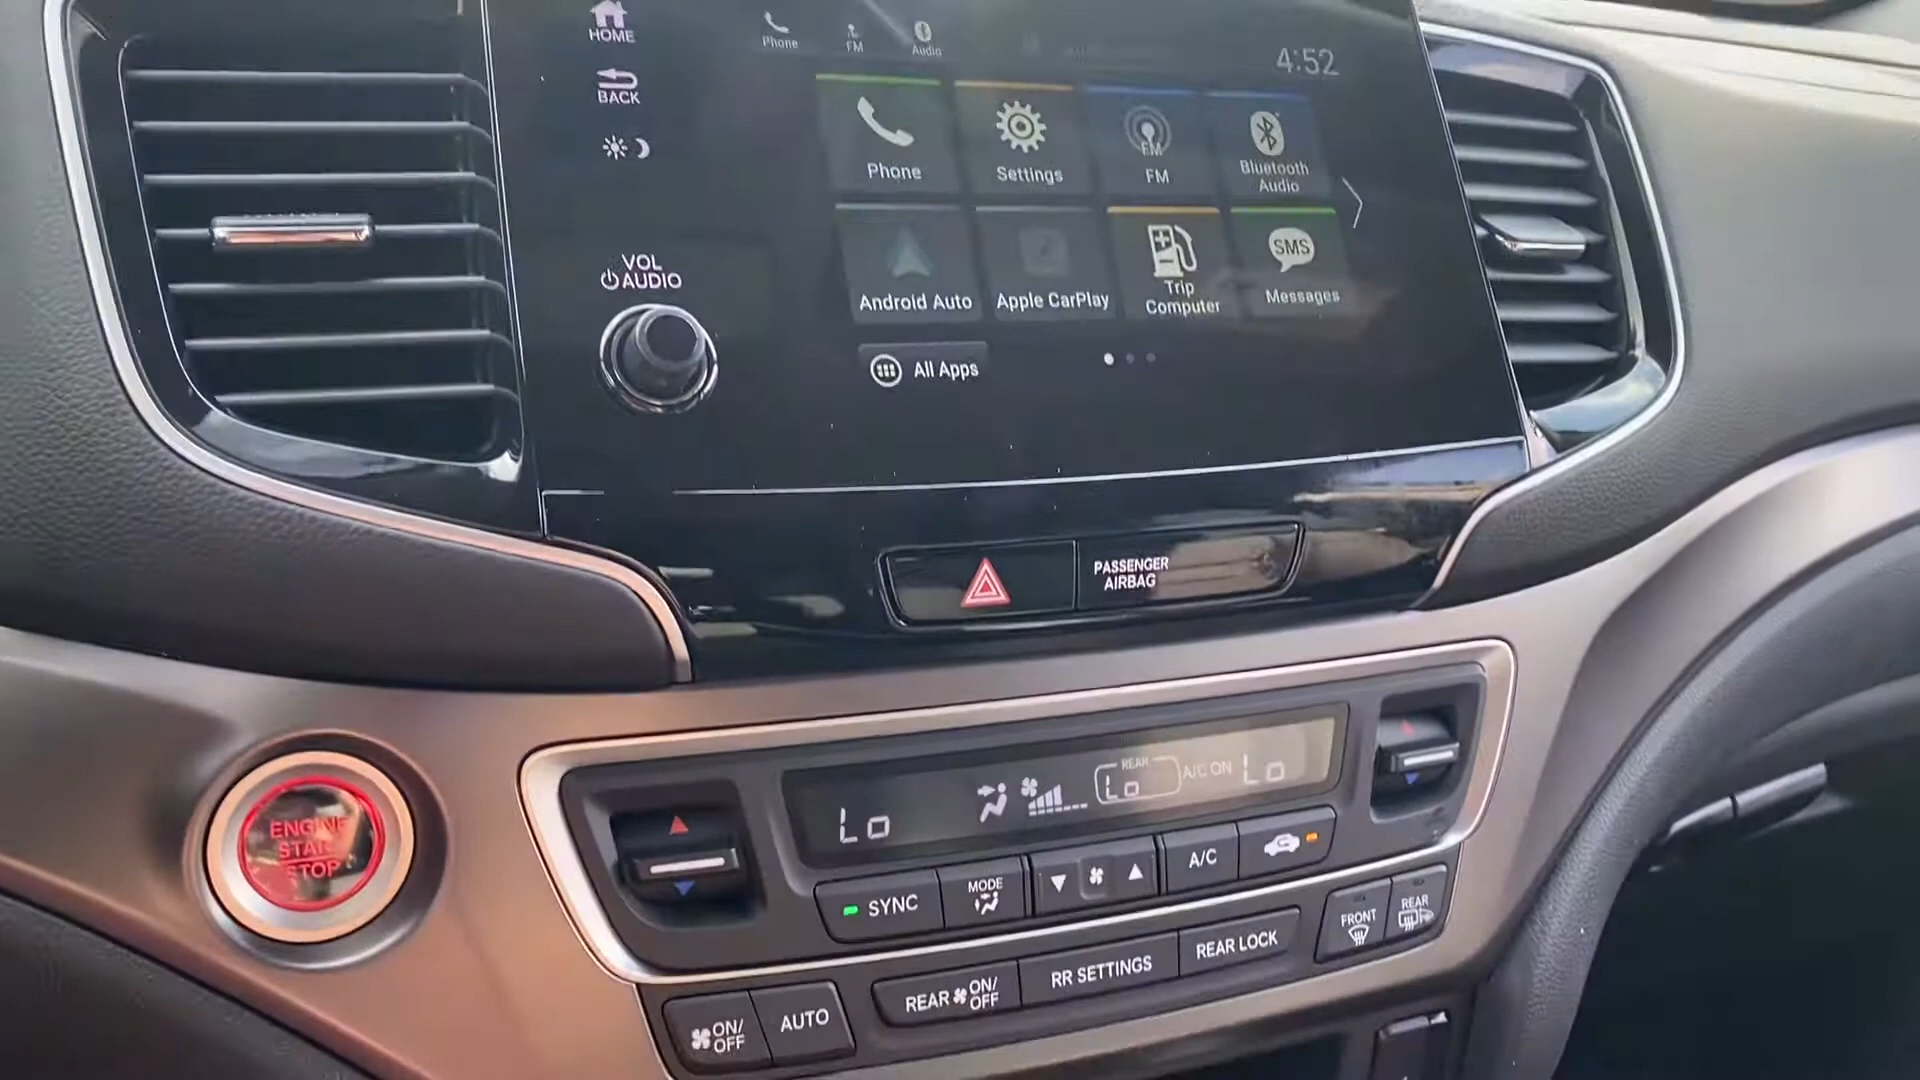 HOME
BACK
VOL
AUDIO
Phone
FM
Audio
4:52
Phone
Settings
FM
FM
Bluetooth
Audio
Android Auto
Apple CarPlay
Trip
Computer
SMS
Messages
All Apps
PASSENGER
AIRBAG
ENGINE
START
STOP
Lo
REAR
Lo
A/C ON
Lo
SYNC
MODE
A/C
FRONT
REAR
ON/
OFF
AUTO
REAR ON/
OFF
RR SETTINGS
REAR LOCK